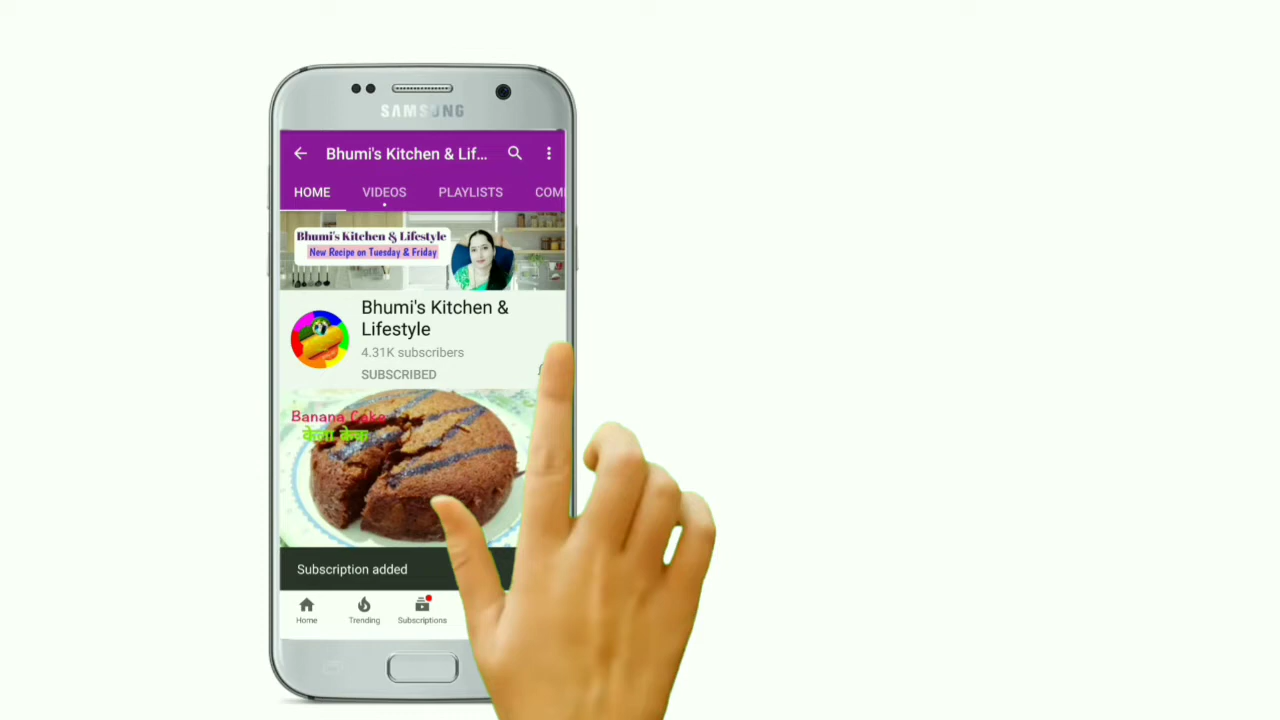 SAMSUNG
Bhumi's Kitchen & Lif...
HOME VIDEOS PLAYLISTS COM
Bhumi's Kitchen & Lifestyle
New Recipe on Tuesday & Friday
Bhumi's Kitchen &
Lifestyle
4.31K subscribers
SUBSCRIBED
Banana Cake
केला केक
Subscription added
Home Trending Subscriptions